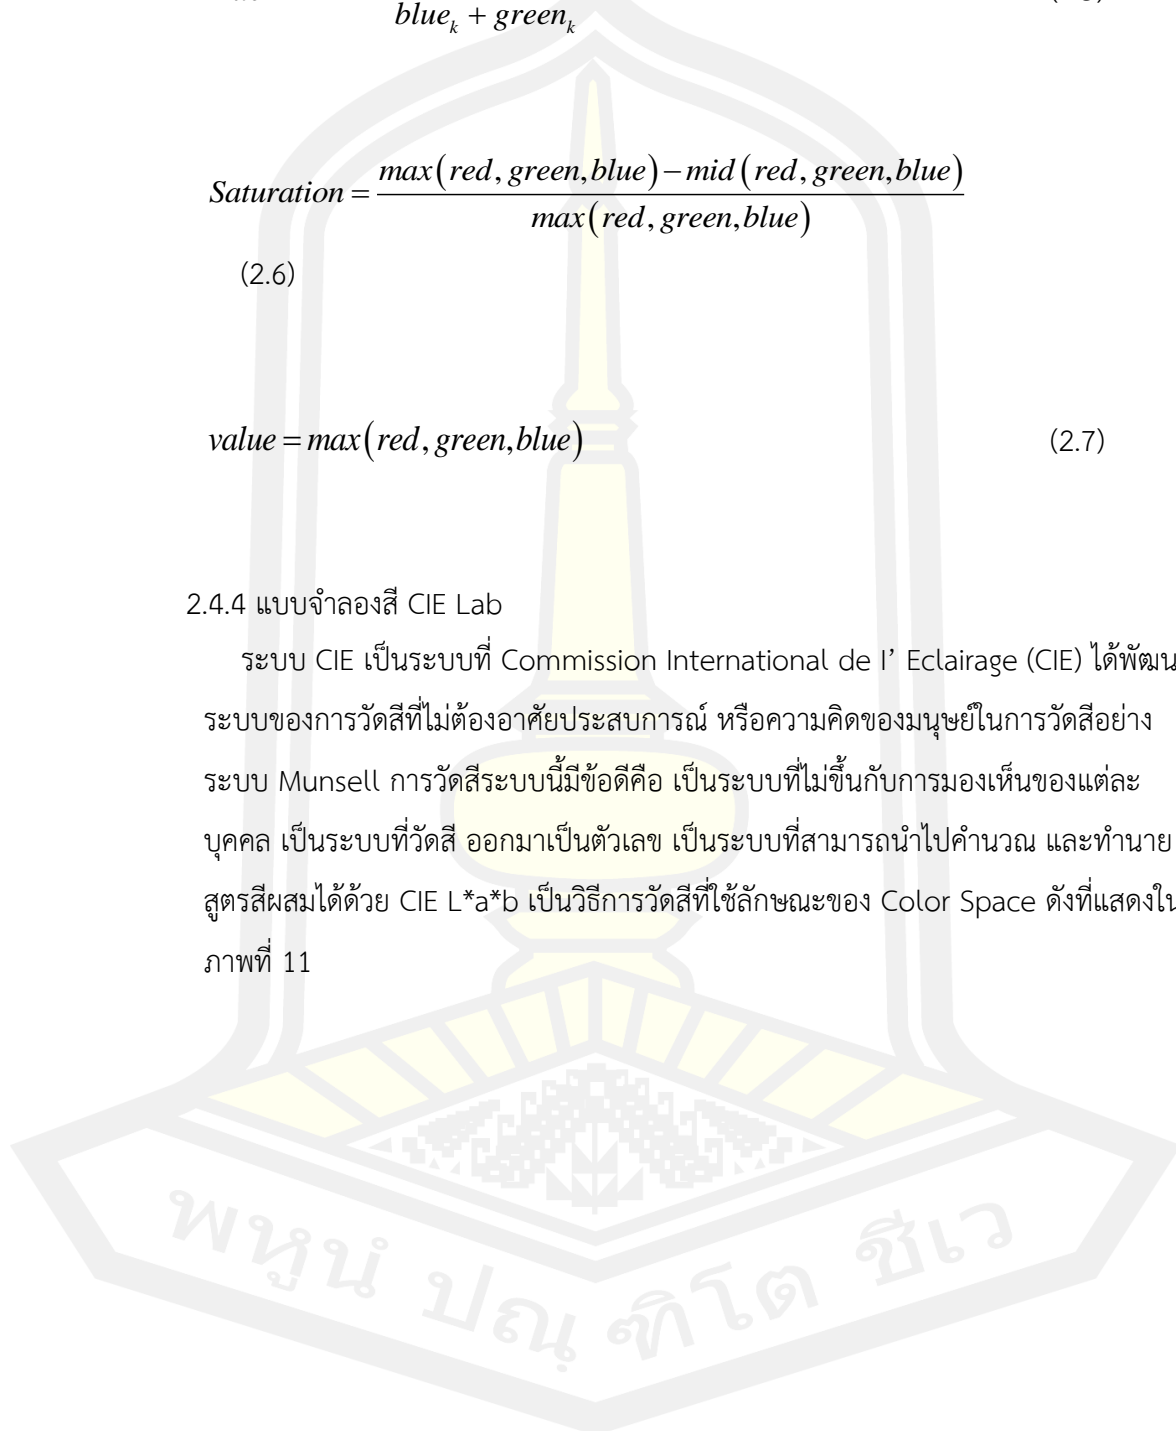 blue_k + green_k
Saturation = \frac{max(red, green, blue) − mid(red, green, blue)}{max(red, green, blue)}
(2.6)
value = max(red, green, blue) (2.7)
2.4.4 แบบจำลองสี CIE Lab
ระบบ CIE เป็นระบบที่ Commission International de I’ Eclairage (CIE) ได้พัฒน
ระบบของการวัดสีที่ไม่ต้องอาศัยประสบการณ์ หรือความคิดของมนุษย์ในการวัดสีอย่าง
ระบบ Munsell การวัดสีระบบนี้มีข้อดีคือ เป็นระบบที่ไม่ขึ้นกับการมองเห็นของแต่ละ
บุคคล เป็นระบบที่วัดสี ออกมาเป็นตัวเลข เป็นระบบที่สามารถนำไปคำนวณ และทำนาย
สูตรสีผสมได้ด้วย CIE L*a*b เป็นวิธีการวัดสีที่ใช้ลักษณะของ Color Space ดังที่แสดงใน
ภาพที่ 11
พหูนํ ปณฺฑิโต ชีเว